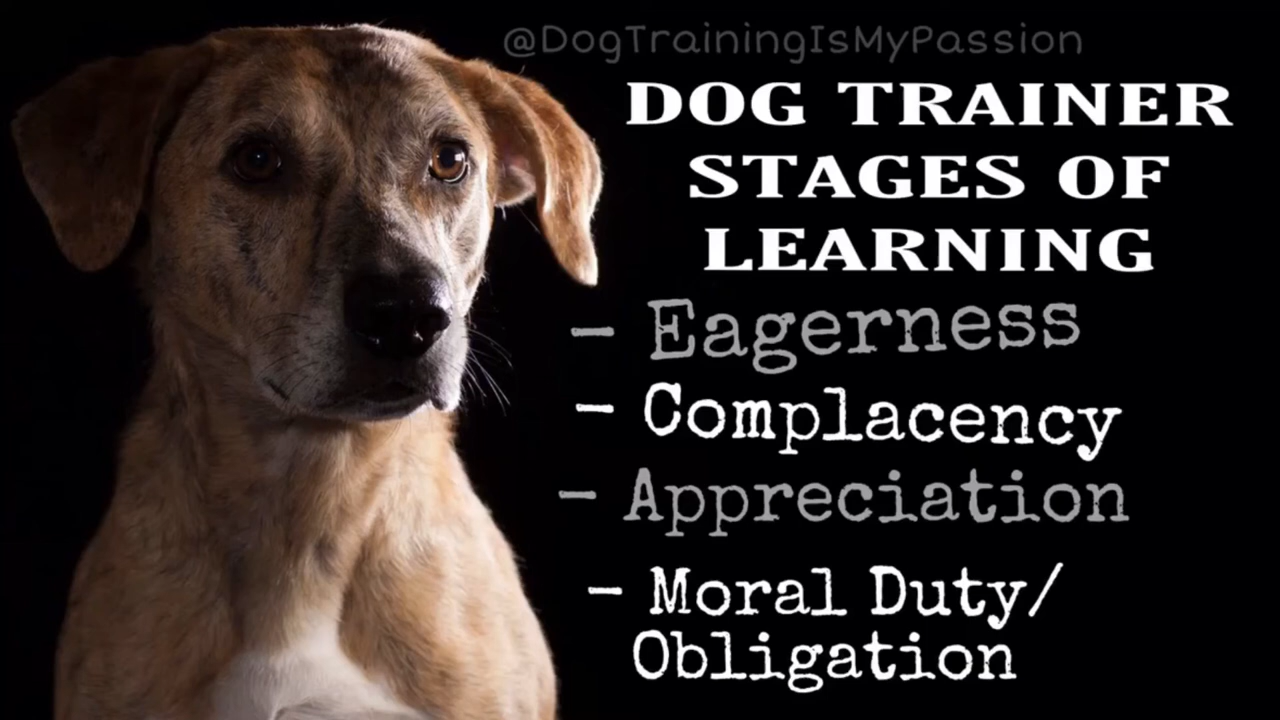 @DogTrainingIsMyPassion
DOG TRAINER
STAGES OF
LEARNING
- Eagerness
- Complacency
- Appreciation
- Moral Duty/
Obligation